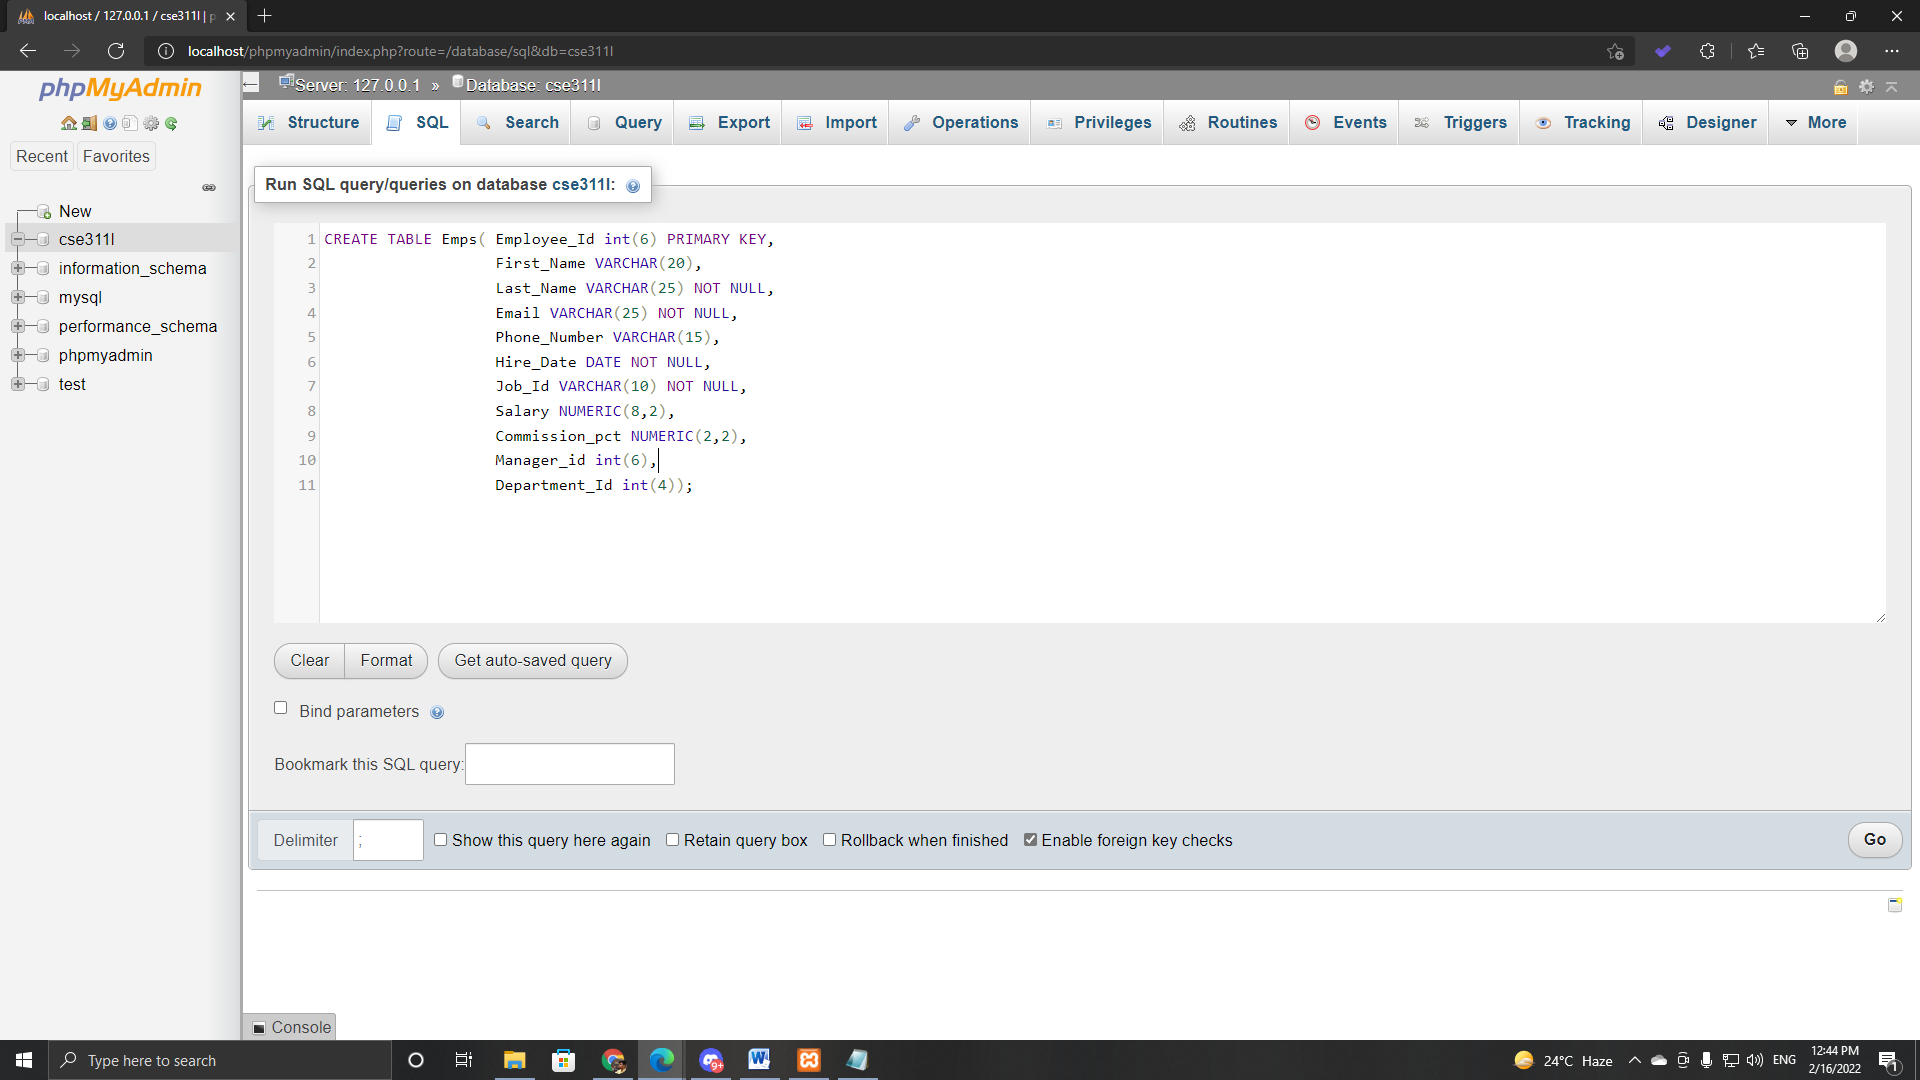 localhost / 127.0.0.1 / cse311l | p
localhost/phpmyadmin/index.php?route=/database/sql&db=cse311l
phpMyAdmin
Recent
Favorites
New
cse311l
information_schema
mysql
performance_schema
phpmyadmin
test
Server: 127.0.0.1 » Database: cse311l
Structure
SQL
Search
Query
Export
Import
Operations
Privileges
Routines
Events
Triggers
Tracking
Designer
More
Run SQL query/queries on database cse311l:
1 CREATE TABLE Emps( Employee_Id int(6) PRIMARY KEY,
2 First_Name VARCHAR(20),
3 Last_Name VARCHAR(25) NOT NULL,
4 Email VARCHAR(25) NOT NULL,
5 Phone_Number VARCHAR(15),
6 Hire_Date DATE NOT NULL,
7 Job_Id VARCHAR(10) NOT NULL,
8 Salary NUMERIC(8,2),
9 Commission_pct NUMERIC(2,2),
10 Manager_id int(6),
11 Department_Id int(4));
Clear
Format
Get auto-saved query
Bind parameters
Bookmark this SQL query:
Delimiter
;
Show this query here again
Retain query box
Rollback when finished
Enable foreign key checks
Go
Console
Type here to search
9+
24°C Haze
ENG
12:44 PM
2/16/2022
1